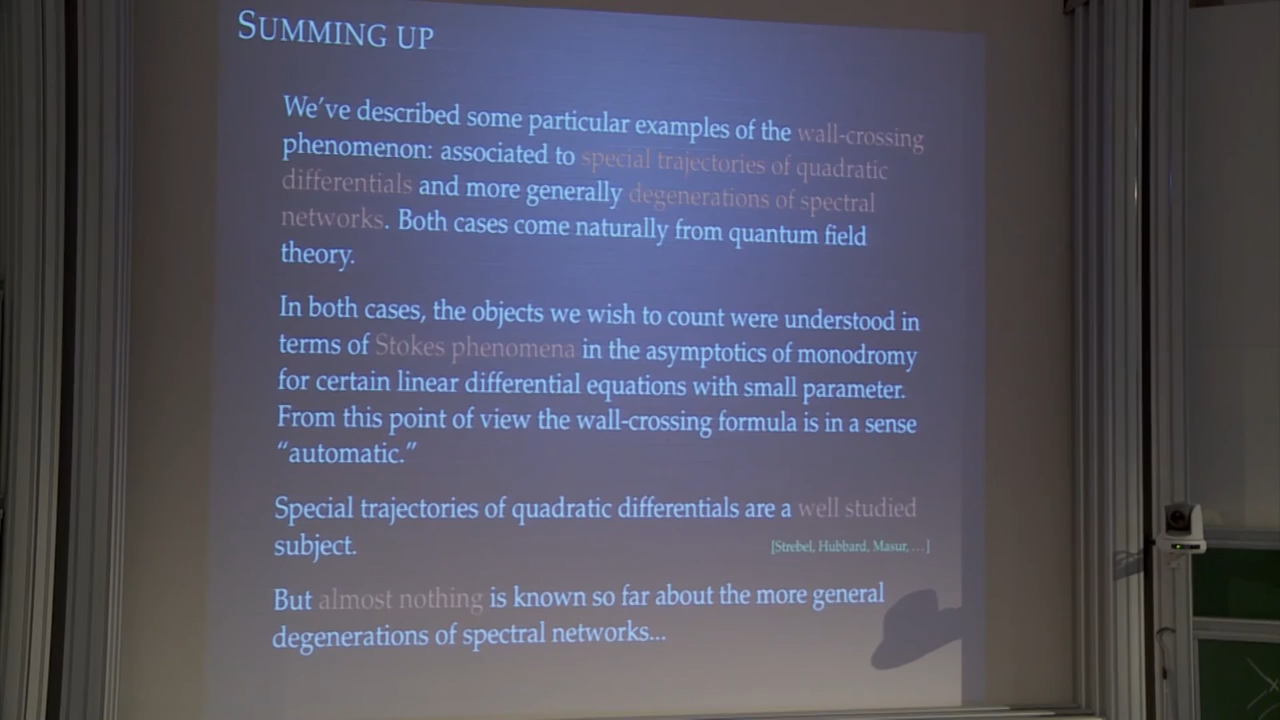 SUMMING UP
We've described some particular examples of the wall-crossing
phenomenon: associated to special trajectories of quadratic
differentials and more generally degenerations of spectral
networks. Both cases come naturally from quantum field
theory.
In both cases, the objects we wish to count were understood in
terms of Stokes phenomena in the asymptotics of monodromy
for certain linear differential equations with small parameter.
From this point of view the wall-crossing formula is in a sense
“automatic.”
Special trajectories of quadratic differentials are a well studied
subject.
[Strebel, Hubbard, Masur, …]
But almost nothing is known so far about the more general
degenerations of spectral networks...